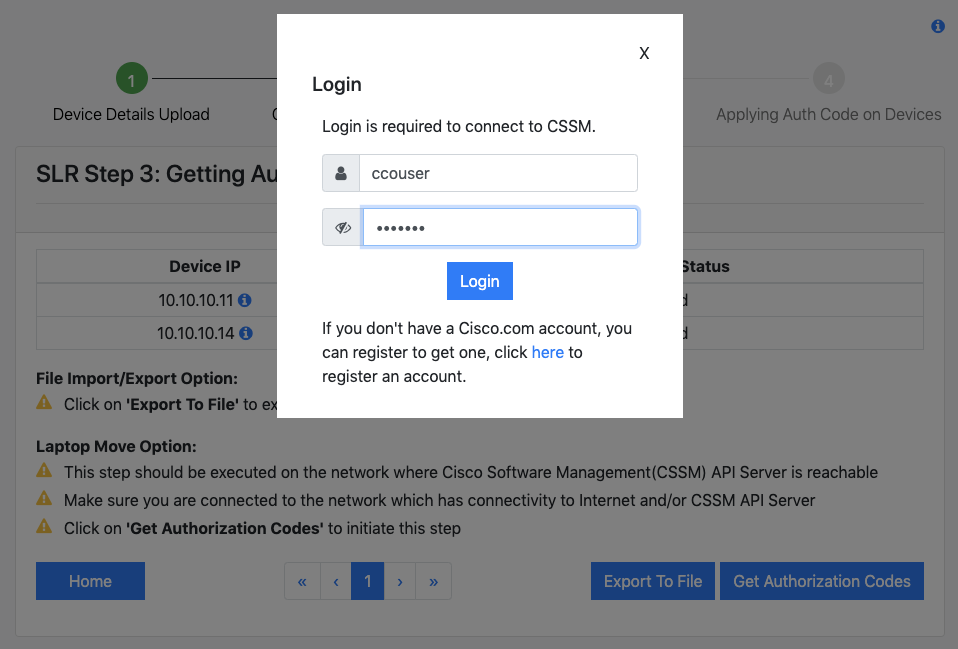 X
Login
Login is required to connect to CSSM.
ccouser
•••••••
Login
If you don't have a Cisco.com account, you
can register to get one, click here to
register an account.
1
4
Device Details Upload
Applying Auth Code on Devices
SLR Step 3: Getting Au
Device IP
Status
10.10.10.11
10.10.10.14
File Import/Export Option:
Click on 'Export To File' to ex
Laptop Move Option:
This step should be executed on the network where Cisco Software Management(CSSM) API Server is reachable
Make sure you are connected to the network which has connectivity to Internet and/or CSSM API Server
Click on 'Get Authorization Codes' to initiate this step
Home
« ‹ 1 › »
Export To File
Get Authorization Codes